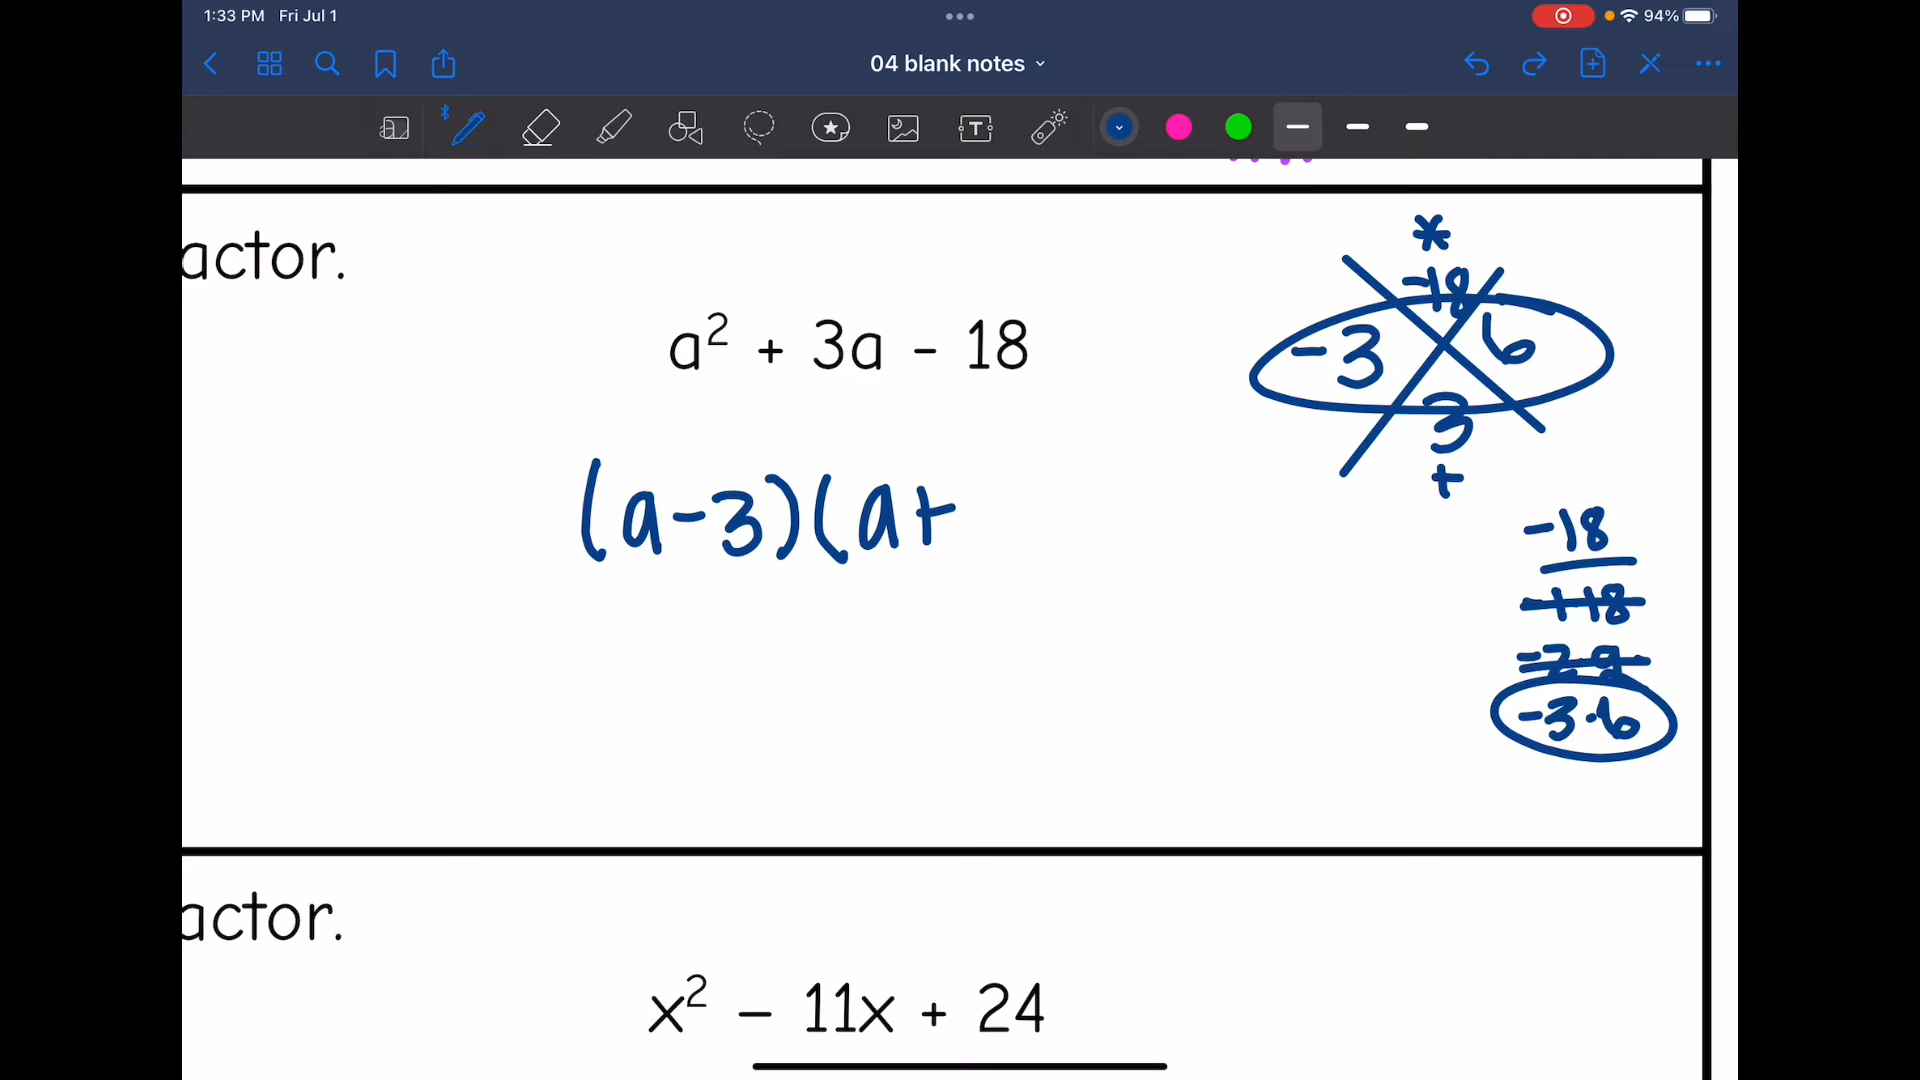 1:33 PM Fri Jul 1
94%
04 blank notes
actor.
a² + 3a - 18
(a-3)(a+
*
-18
-3 6
3
+
-18
-1 18
-2·9
-3·6
actor.
x² – 11x + 24